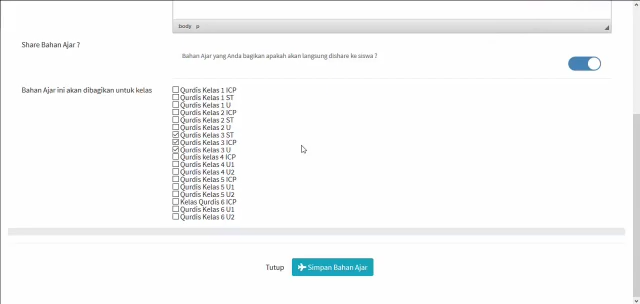 body p
Share Bahan Ajar ?
Bahan Ajar yang Anda bagikan apakah akan langsung dishare ke siswa ?
Bahan Ajar ini akan dibagikan untuk kelas
Qurdis Kelas 1 ICP
Qurdis Kelas 1 ST
Qurdis Kelas 1 U
Qurdis Kelas 2 ICP
Qurdis Kelas 2 ST
Qurdis Kelas 2 U
Qurdis Kelas 3 ST
Qurdis Kelas 3 ICP
Qurdis Kelas 3 U
Qurdis kelas 4 ICP
Qurdis Kelas 4 U1
Qurdis Kelas 4 U2
Qurdis Kelas 5 ICP
Qurdis Kelas 5 U1
Qurdis Kelas 5 U2
Kelas Qurdis 6 ICP
Qurdis Kelas 6 U1
Qurdis Kelas 6 U2
Tutup
Simpan Bahan Ajar